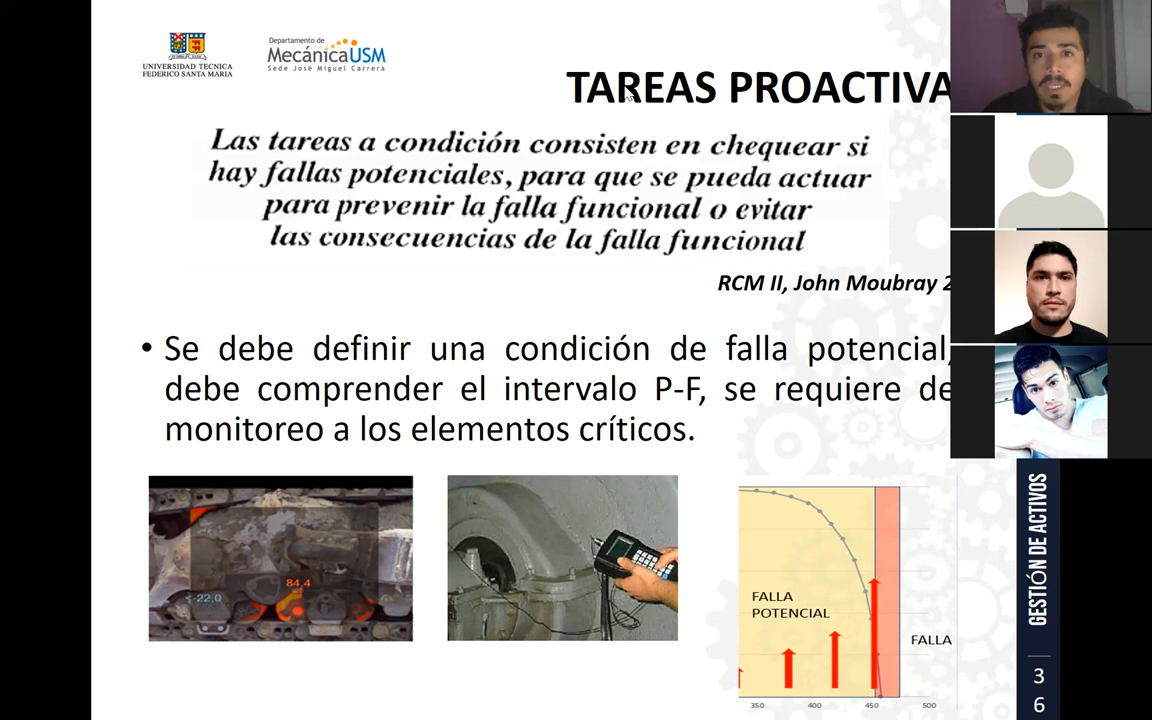 UNIVERSIDAD TECNICA
FEDERICO SANTA MARIA
Departamento de
MecánicaUSM
Sede José Miguel Carrera
TAREAS PROACTIVA
Las tareas a condición consisten en chequear si
hay fallas potenciales, para que se pueda actuar
para prevenir la falla funcional o evitar
las consecuencias de la falla funcional
RCM II, John Moubray 2
• Se debe definir una condición de falla potencial,
debe comprender el intervalo P-F, se requiere de
monitoreo a los elementos críticos.
84,4
<-22,0
FALLA
POTENCIAL
FALLA
350 400 450 500
GESTIÓN DE ACTIVOS
3
6